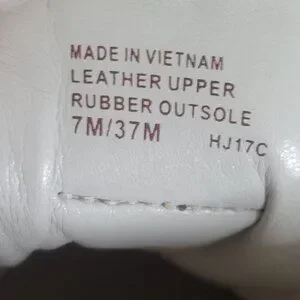 MADE IN VIETNAM
LEATHER UPPER
RUBBER OUTSOLE
7M/37M HJ17C